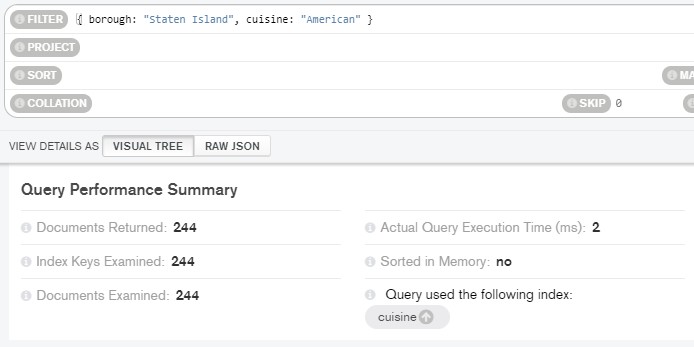 FILTER { borough: "Staten Island", cuisine: "American" }
PROJECT
SORT MA
COLLATION SKIP 0
VIEW DETAILS AS VISUAL TREE RAW JSON
Query Performance Summary
Documents Returned: 244 Actual Query Execution Time (ms): 2
Index Keys Examined: 244 Sorted in Memory: no
Documents Examined: 244 Query used the following index:
cuisine